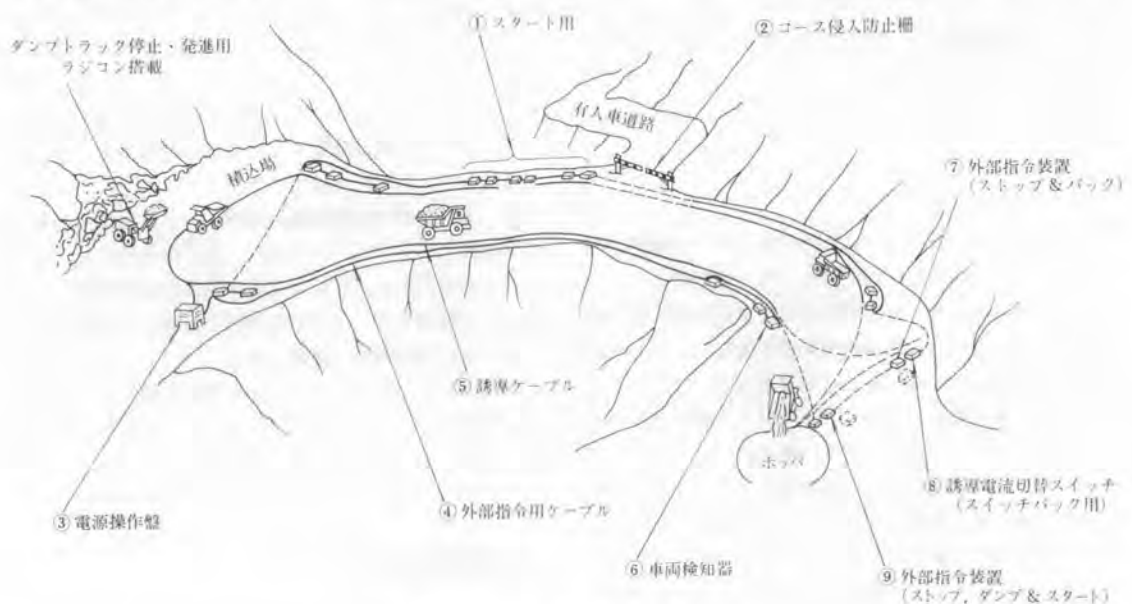 ① スタート用
② コース侵入防止柵
ダンプトラック停止・発進用
ラジコン搭載
有人車道路
積込場
⑦ 外部指令装置
(ストップ & バック)
⑤ 誘導ケーブル
ホッパ
⑧ 誘導電流切替スイッチ
(スイッチバック用)
③ 電源操作盤
④ 外部指令用ケーブル
⑥ 車両検知器
⑨ 外部指令装置
(ストップ, ダンプ & スタート)